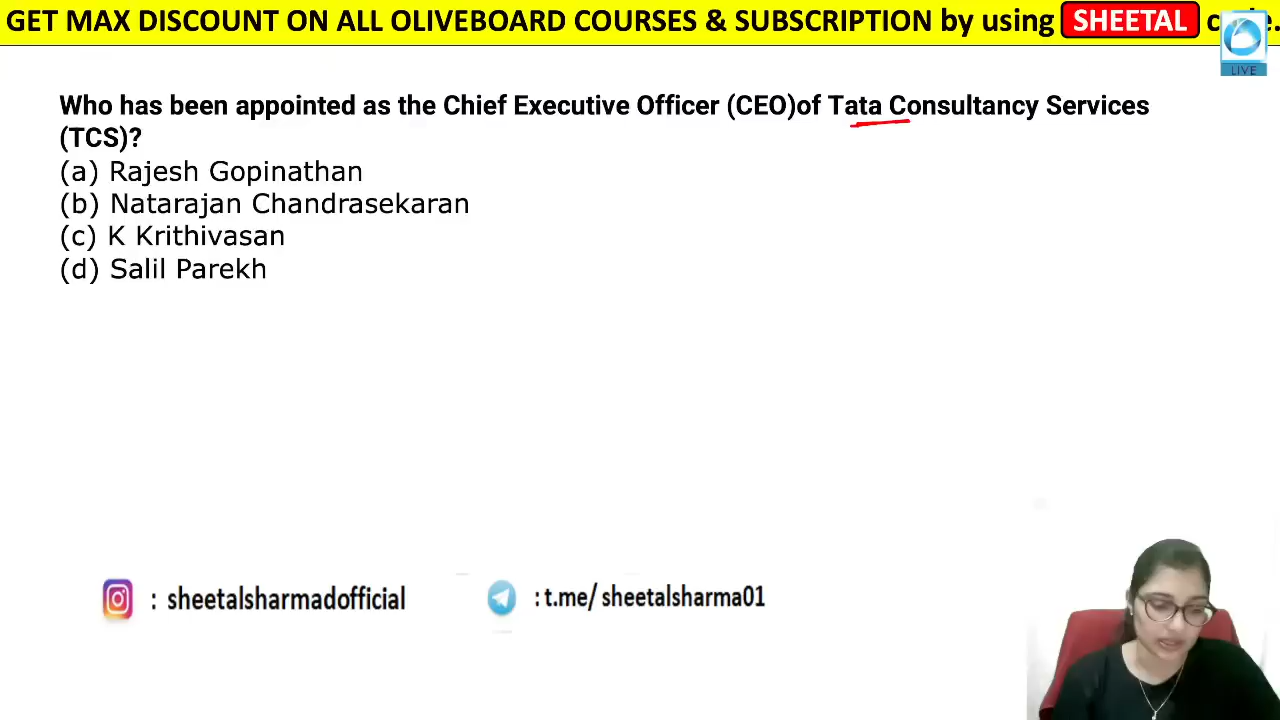 GET MAX DISCOUNT ON ALL OLIVEBOARD COURSES & SUBSCRIPTION by using SHEETAL
LIVE
Who has been appointed as the Chief Executive Officer (CEO)of Tata Consultancy Services
(TCS)?
(a) Rajesh Gopinathan
(b) Natarajan Chandrasekaran
(c) K Krithivasan
(d) Salil Parekh
: sheetalsharmadofficial
: t.me/ sheetalsharma01